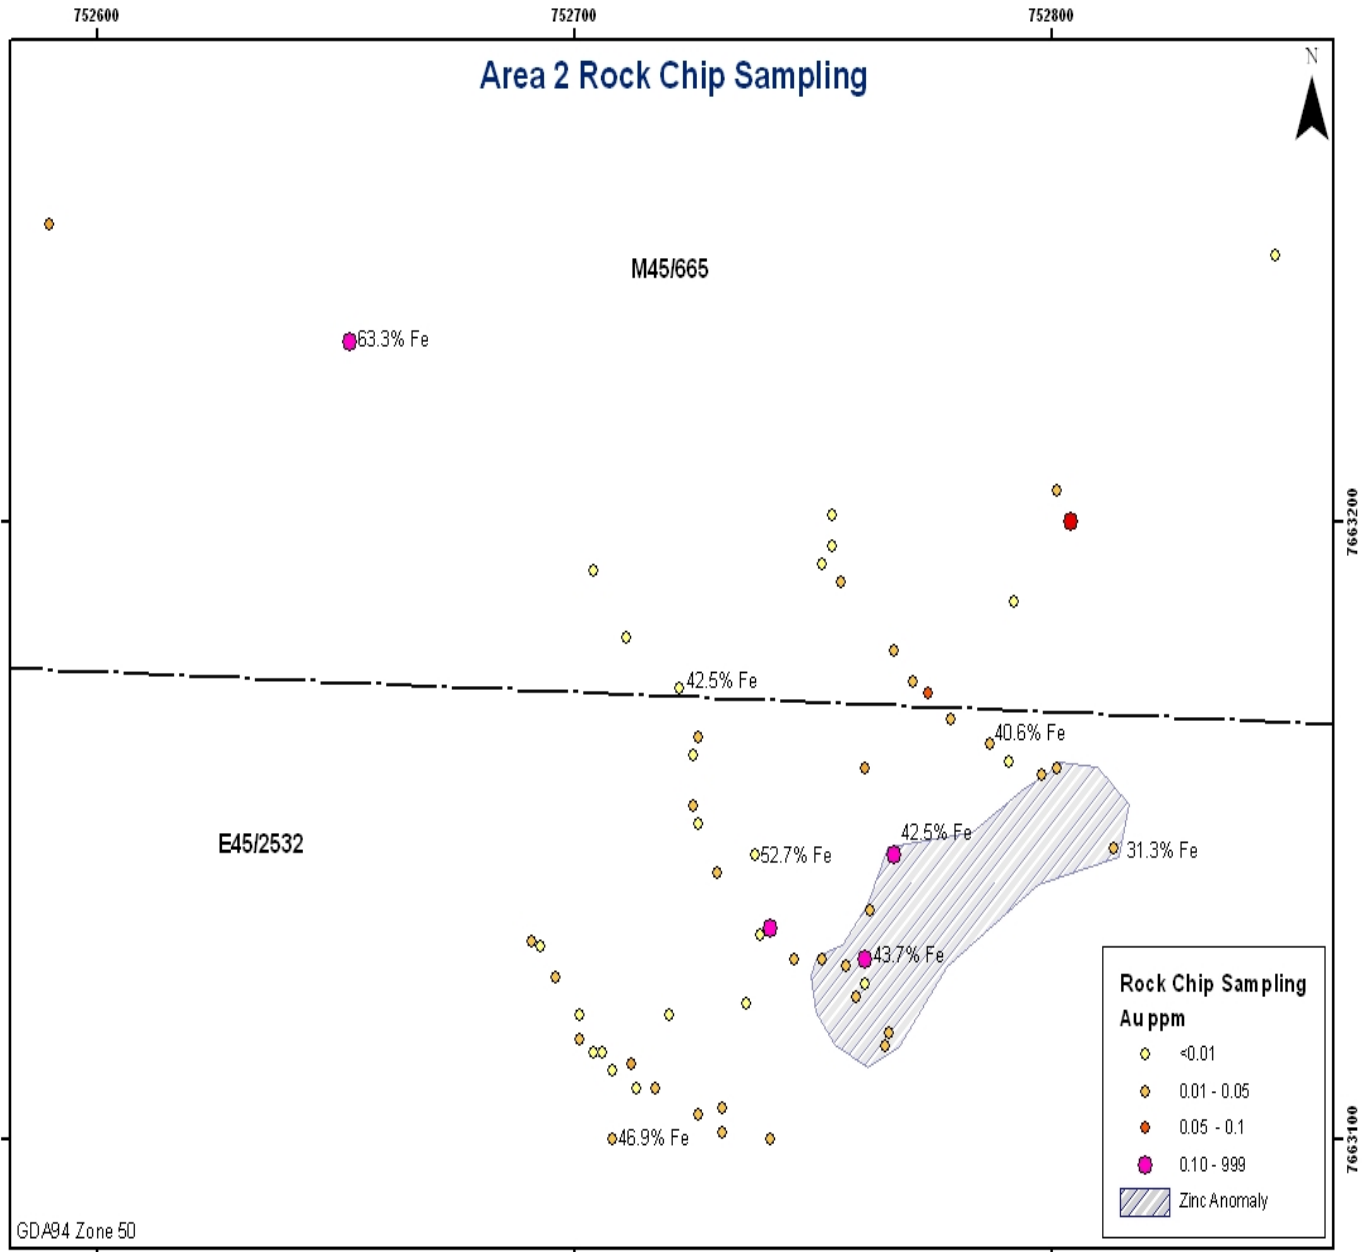 752600
752700
752800
Area 2 Rock Chip Sampling
N
M45/665
63.3% Fe
7663200
42.5% Fe
40.6% Fe
E45/2532
42.5% Fe
52.7% Fe
31.3% Fe
43.7% Fe
46.9% Fe
7663100
Rock Chip Sampling
Au ppm
<0.01
0.01 - 0.05
0.05 - 0.1
0.10 - 999
Zinc Anomaly
GDA94 Zone 50